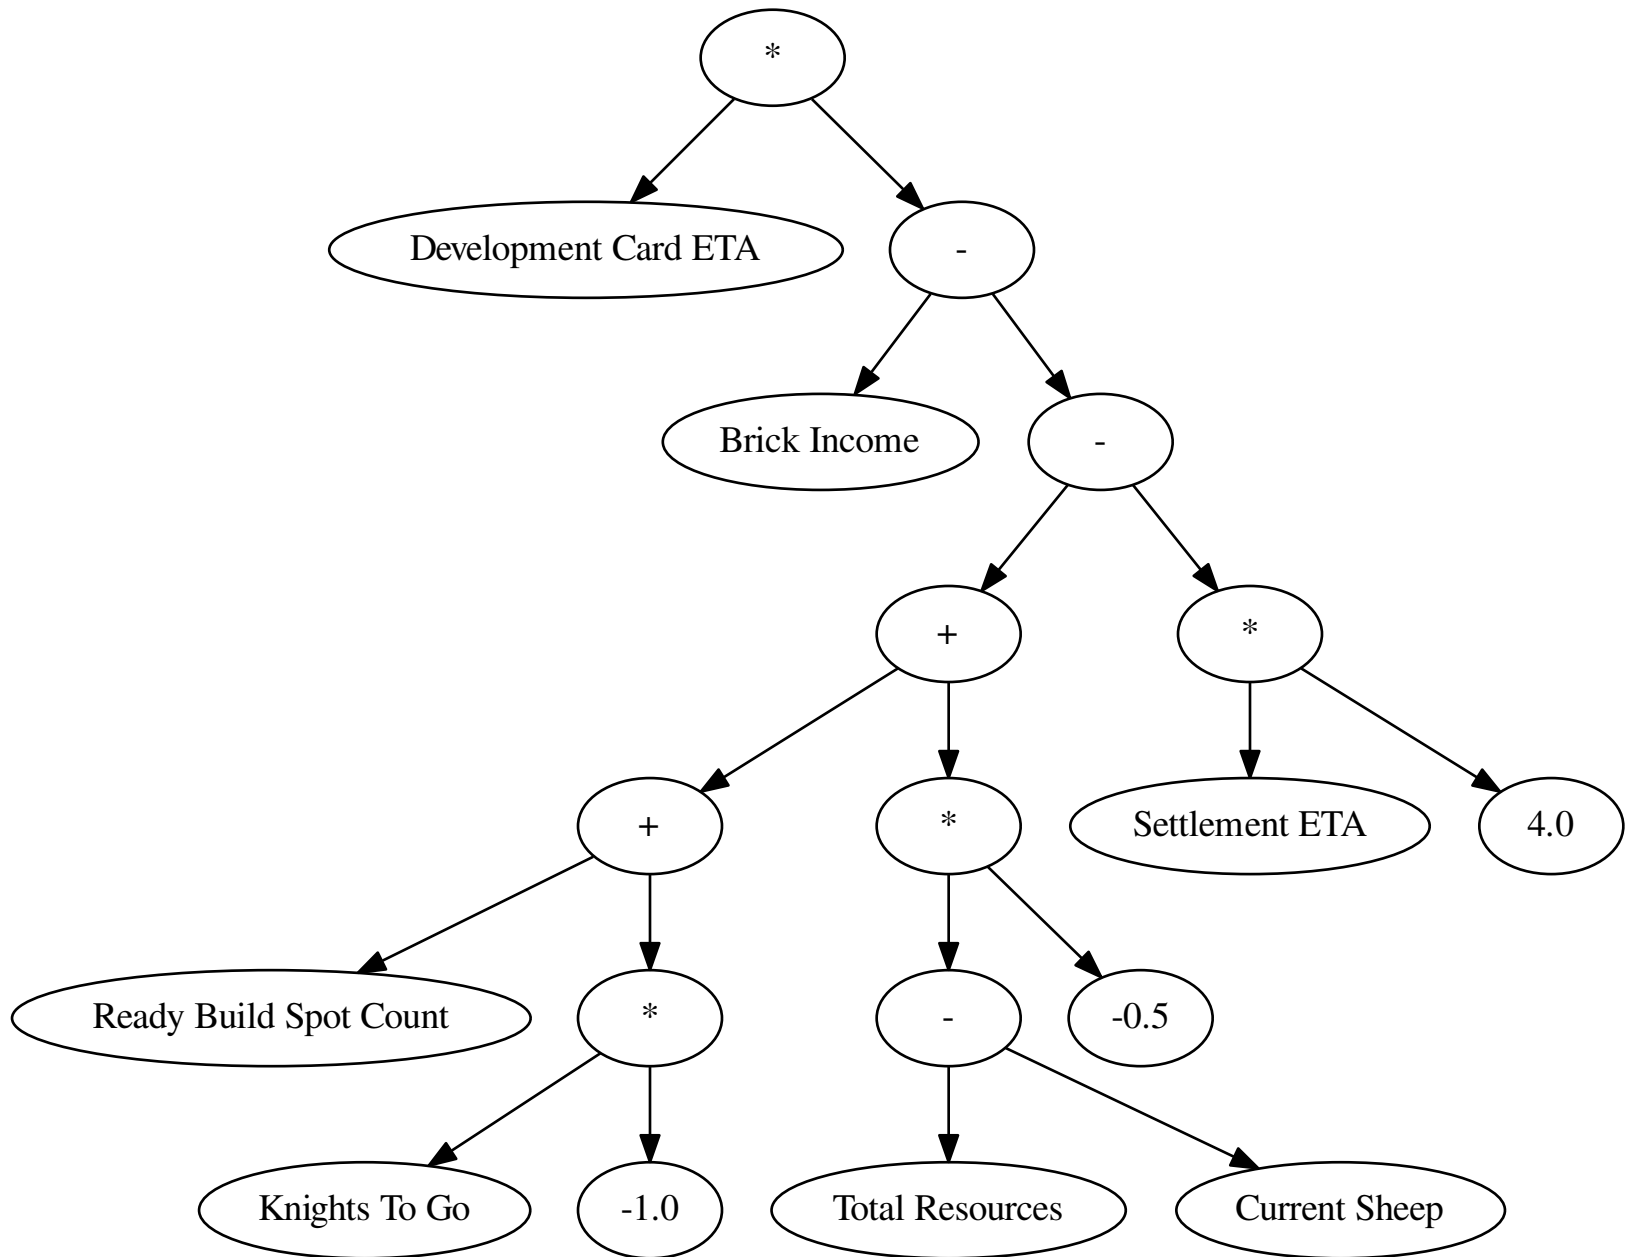 *
Development Card ETA
-
Brick Income
-
+
*
+
*
Settlement ETA
4.0
Ready Build Spot Count
*
-
-0.5
Knights To Go
-1.0
Total Resources
Current Sheep